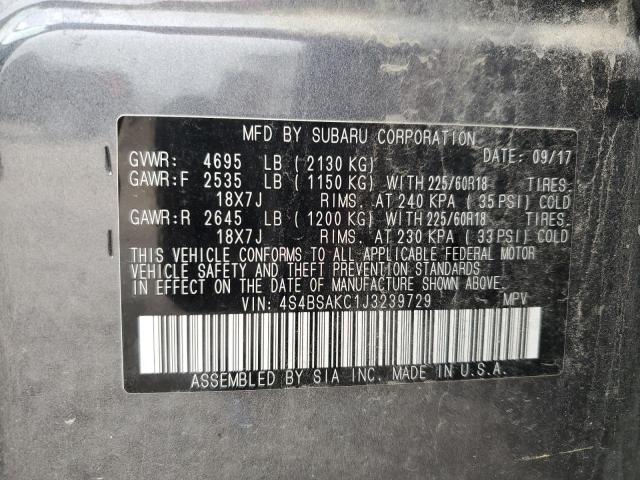 MFD BY SUBARU CORPORATION DATE: 09/17
GVWR: 4695 LB ( 2130 KG)
GAWR:F 2535 LB ( 1150 KG) WITH 225/60R18 TIRES.
18X7J RIMS. AT 240 KPA ( 35 PSI) COLD
GAWR:R 2645 LB ( 1200 KG) WITH 225/60R18 TIRES.
18X7J RIMS. AT 230 KPA ( 33 PSI) COLD
THIS VEHICLE CONFORMS TO ALL APPLICABLE FEDERAL MOTOR
VEHICLE SAFETY AND THEFT PREVENTION STANDARDS
IN EFFECT ON THE DATE OF MANUFACTURE SHOWN ABOVE.
VIN: 4S4BSAKC1J3239729 MPV
ASSEMBLED BY SIA INC. MADE IN U.S.A.